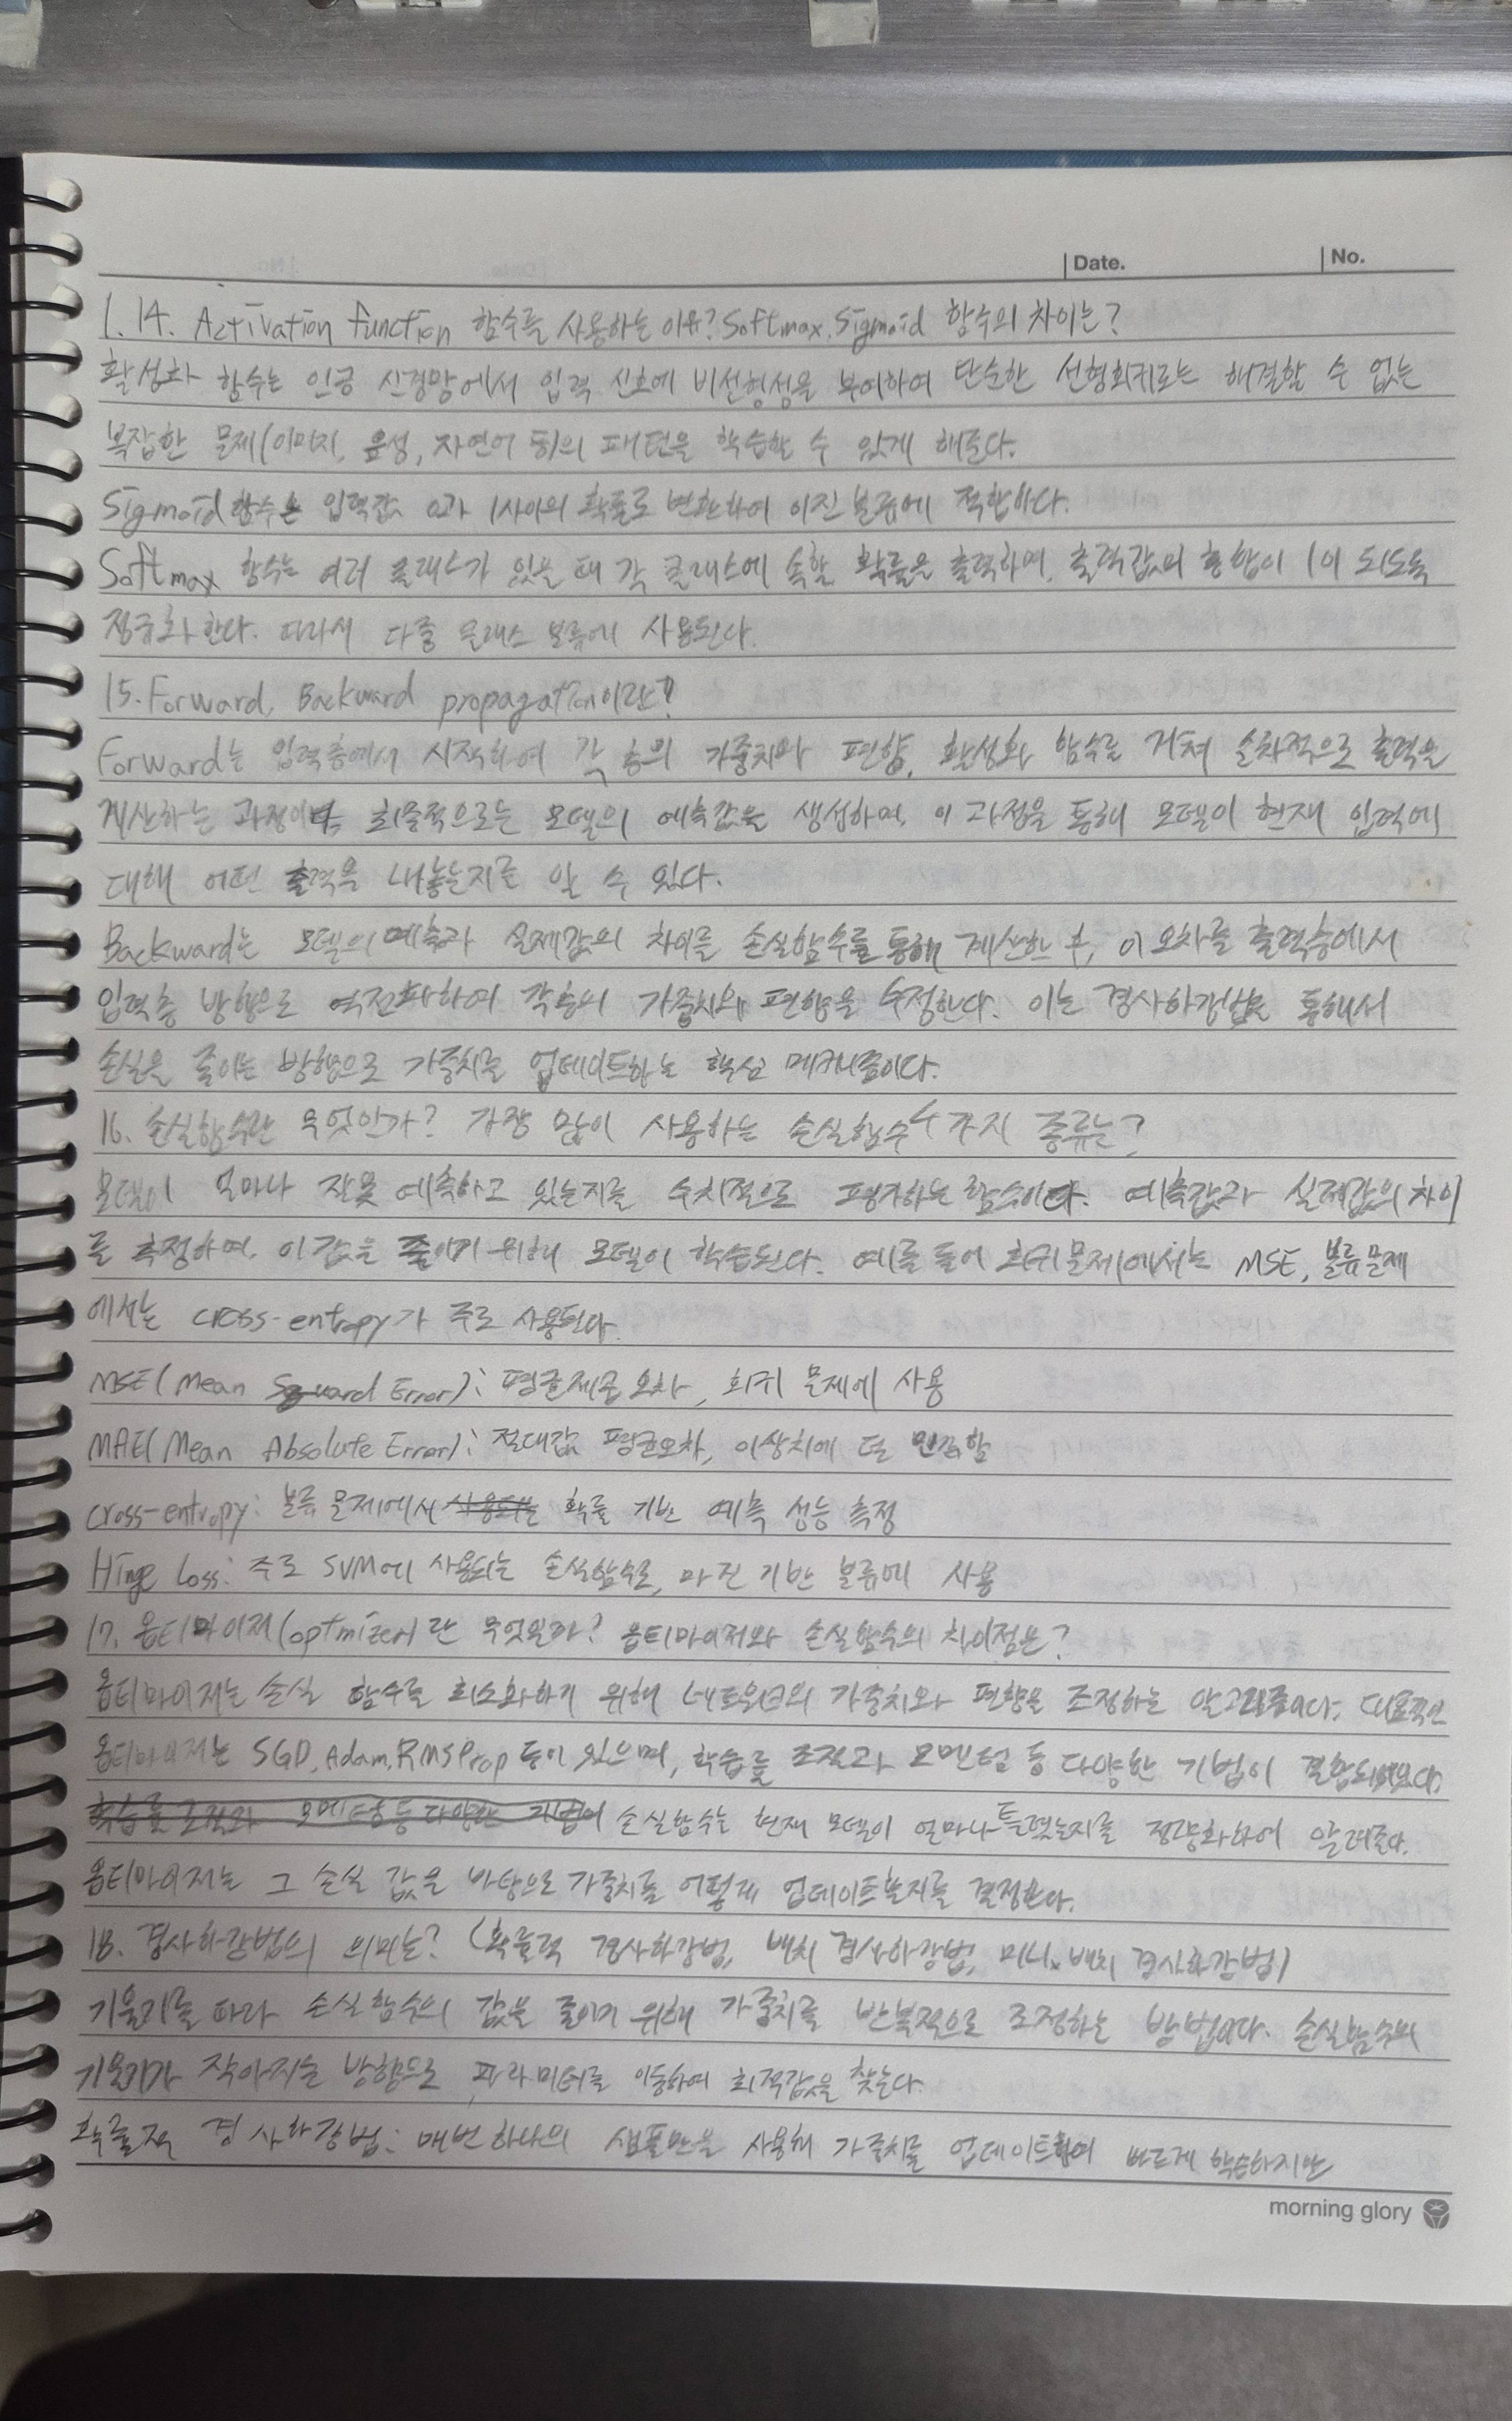 Date. No.
1. 14. Activation function 함수를 사용하는 이유? Softmax, Sigmoid 함수의 차이는?
활성화 함수는 인공 신경망에서 입력 신호에 비선형성을 부여하여 단순한 선형회귀로는 해결할 수 없는
복잡한 문제(이미지, 음성, 자연어 등)의 패턴을 학습할 수 있게 해준다.
Sigmoid 함수는 입력값 0과 1사이의 확률로 변환하여 이진 분류에 적합하다.
Softmax 함수는 여러 클래스가 있을 때 각 클래스에 속할 확률을 출력하며, 출력값의 총합이 1이 되도록
정규화한다. 따라서 다중 클래스 분류에 사용된다.
15. Forward, Backward propagation이란?
Forward는 입력층에서 시작하여 각 층의 가중치와 편향, 활성화 함수를 거쳐 순차적으로 출력을
계산하는 과정이며, 최종적으로는 모델의 예측값을 생성하며, 이 과정을 통해 모델이 현재 입력에
대해 어떤 출력을 내놓는지를 알 수 있다.
Backward는 모델의 예측과 실제값의 차이를 손실함수를 통해 계산한 후, 이 오차를 출력층에서
입력층 방향으로 역전파하여 각층의 가중치와 편향을 수정한다. 이는 경사하강법을 통해서
손실을 줄이는 방향으로 가중치를 업데이트하는 핵심 메커니즘이다.
16. 손실함수란 무엇인가? 가장 많이 사용하는 손실함수 4가지 종류는?
모델이 얼마나 잘못 예측하고 있는지를 수치적으로 평가하는 함수이다. 예측값과 실제값의 차이
를 측정하여, 이 값을 줄이기 위해 모델이 학습된다. 예를 들어 회귀 문제에서는 MSE, 분류 문제
에서는 cross-entropy가 주로 사용된다.
MSE(Mean Squard Error): 평균제곱 오차, 회귀 문제에 사용
MAE(Mean Absolute Error): 절대값 평균오차, 이상치에 덜 민감함
cross-entropy: 분류 문제에서 사용되는 확률 기반 예측 성능 측정
Hinge Loss: 주로 SVM에 사용되는 손실함수로, 마진 기반 분류에 사용
17. 옵티마이저(optmizer)란 무엇일까? 옵티마이저와 손실함수의 차이점은?
옵티마이저는 손실 함수를 최소화하기 위해 네트워크의 가중치와 편향을 조정하는 알고리즘이다. 대표적인
옵티마이저는 SGD, Adam, RMSProp 등이 있으며, 학습률 조절과 모멘텀 등 다양한 기법이 결합되어있다.
학습률 조절과 모멘텀 등 다양한 기법이 손실함수는 현재 모델이 얼마나 틀렸는지를 정량화하여 알려준다.
옵티마이저는 그 손실 값을 바탕으로 가중치를 어떻게 업데이트할지를 결정한다.
18. 경사하강법의 의미는? (확률적 경사하강법, 배치 경사하강법, 미니 배치 경사하강법)
기울기를 따라 손실함수의 값을 줄이기 위해 가중치를 반복적으로 조정하는 방법이다. 손실함수의
기울기가 작아지는 방향으로 파라미터를 이동하여 최적값을 찾는다.
확률적 경사하강법: 매번 하나의 샘플만을 사용해 가중치를 업데이트하여 빠르게 학습하지만
morning glory